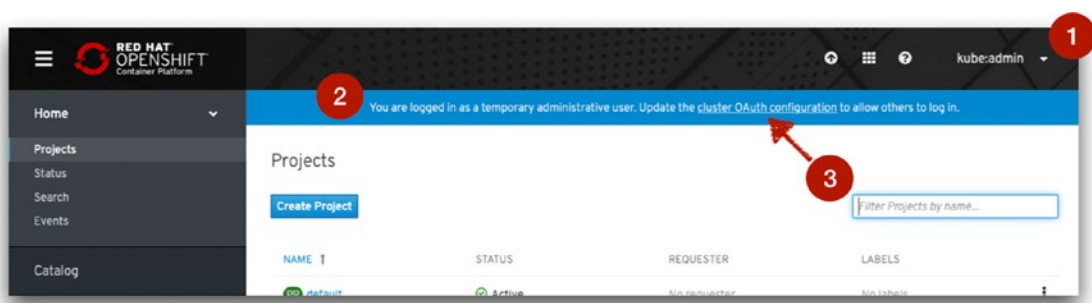 1
RED HAT
OPENSHIFT
Container Platform
kube:admin
2
You are logged in as a temporary administrative user. Update the cluster OAuth configuration to allow others to log in.
Home
Projects
Status
Search
Events
Catalog
Projects
3
Create Project
Filter Projects by name...
NAME STATUS REQUESTER LABELS
PR default Active No requester No labels